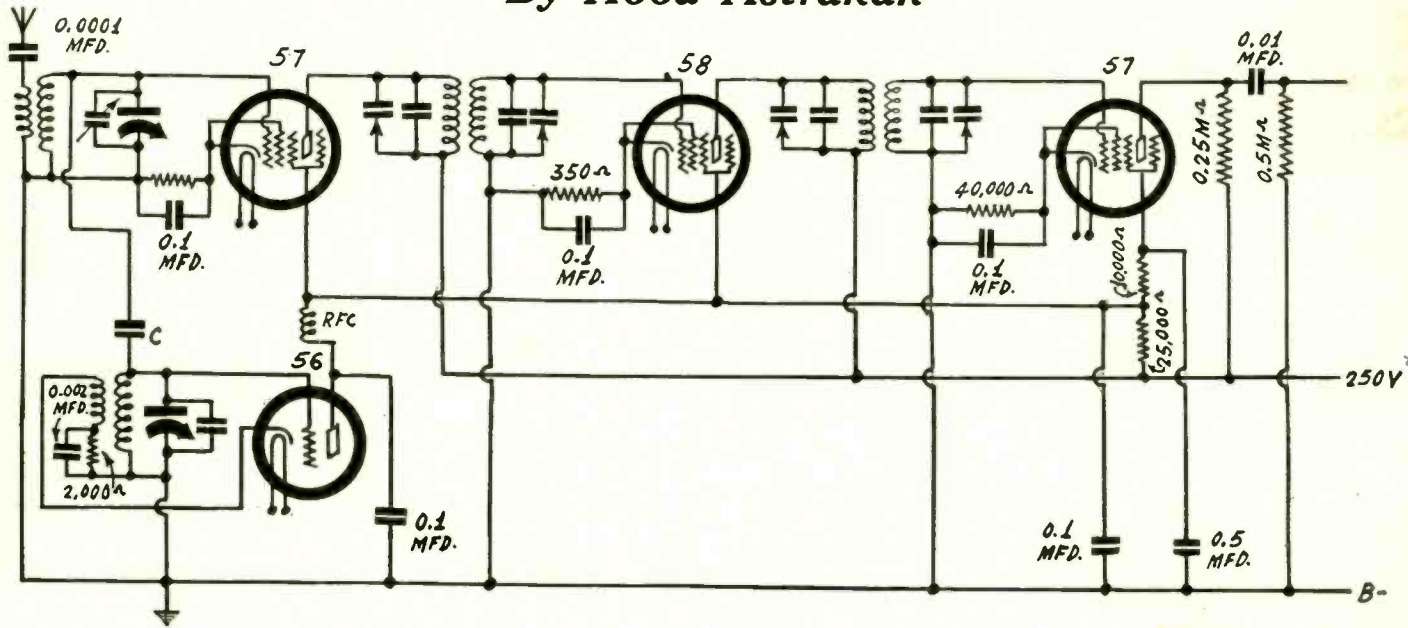 By Hood Astrakan
0.0001
MFD.
57
58
57
0.01
MFD.
0.25MΩ
0.5MΩ
350Ω
40,000Ω
0.1
MFD.
0.1
MFD.
0.1
MFD.
10,000Ω
RFC
C
56
25,000Ω
250V
0.002
MFD.
2,000Ω
0.1
MFD.
0.1
MFD.
0.5
MFD.
B-